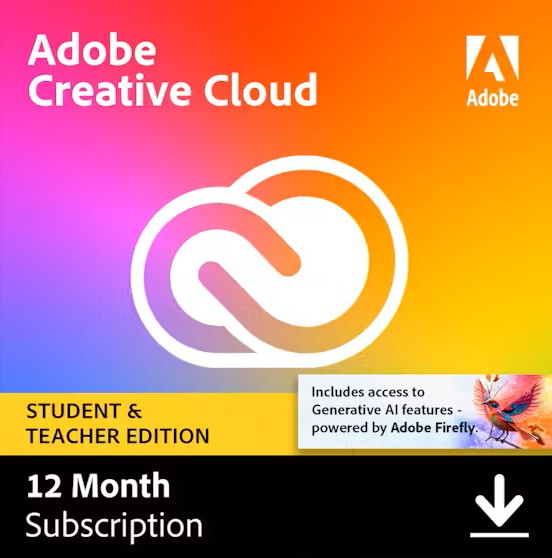 Adobe
Creative Cloud
Adobe
STUDENT &
TEACHER EDITION
Includes access to
Generative AI features -
powered by Adobe Firefly.
12 Month
Subscription